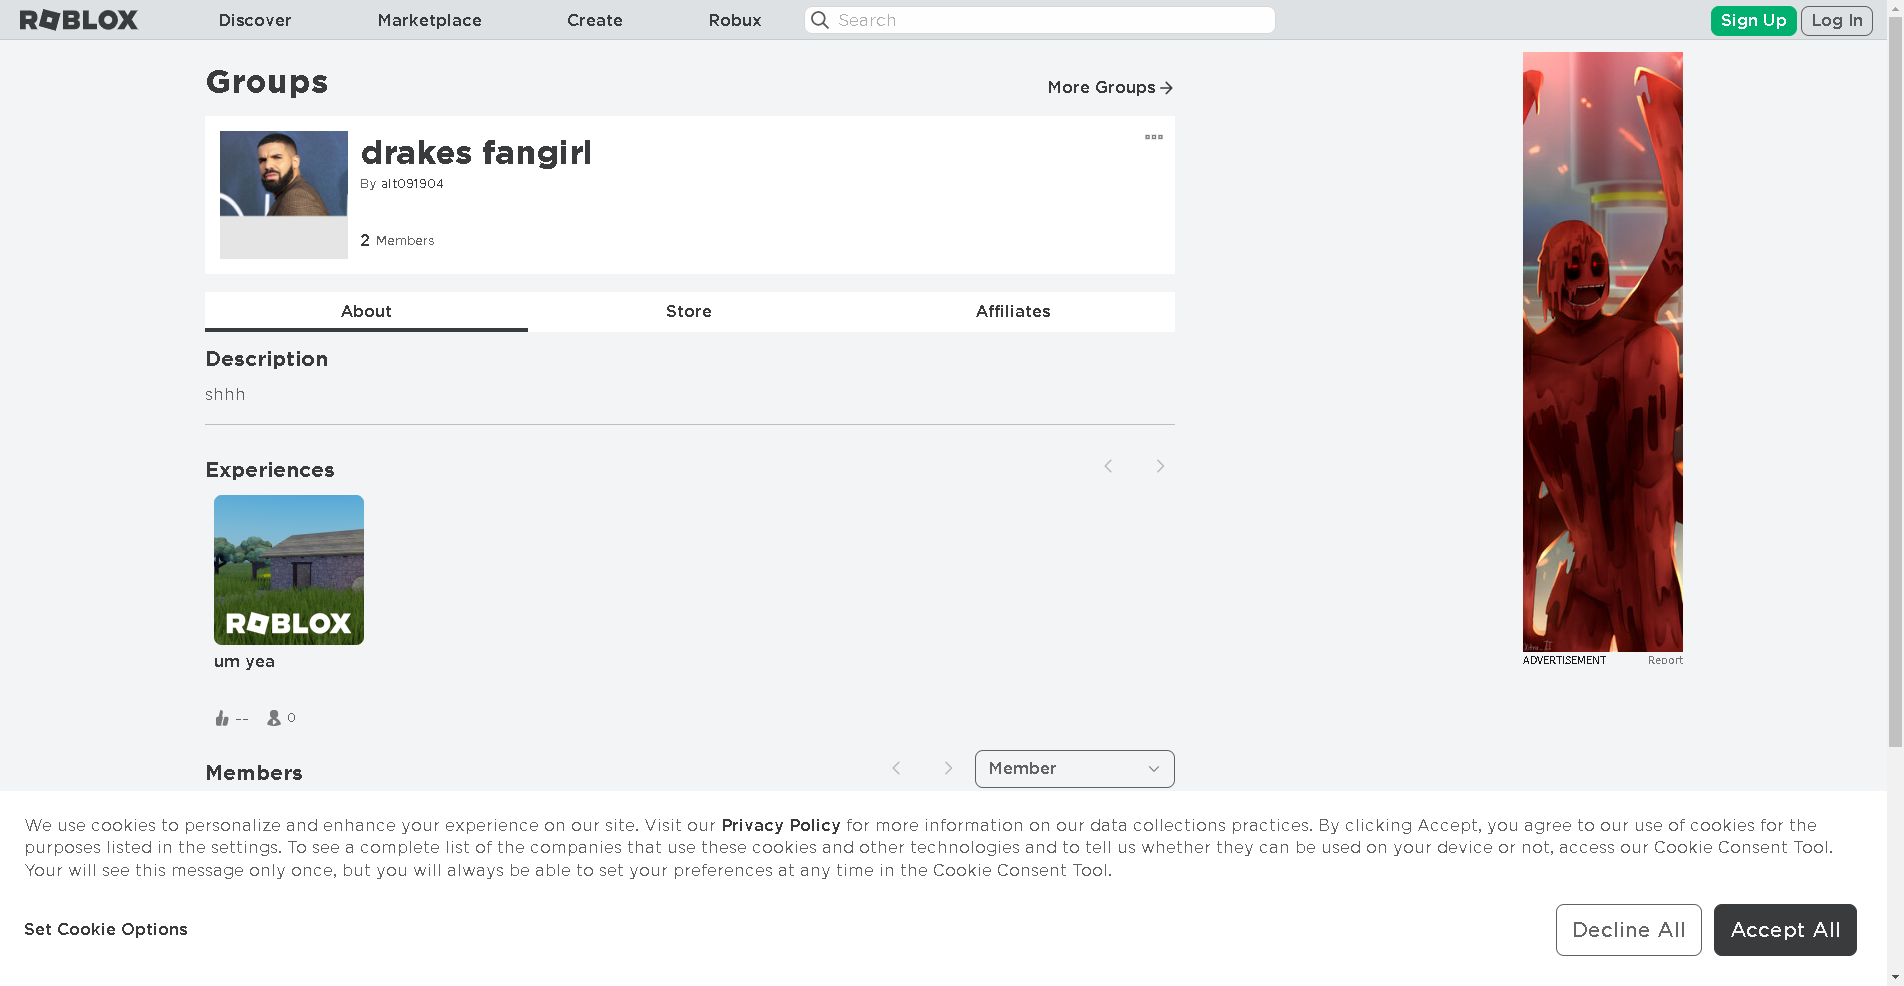 ROBLOX Discover Marketplace Create Robux Search Sign Up Log In
Groups
More Groups
drakes fangirl
By alt091904
2 Members
About Store Affiliates
Description
shhh
Experiences
ROBLOX
um yea
-- 0
ADVERTISEMENT Report
Members
Member
We use cookies to personalize and enhance your experience on our site. Visit our Privacy Policy for more information on our data collections practices. By clicking Accept, you agree to our use of cookies for the
purposes listed in the settings. To see a complete list of the companies that use these cookies and other technologies and to tell us whether they can be used on your device or not, access our Cookie Consent Tool.
Your will see this message only once, but you will always be able to set your preferences at any time in the Cookie Consent Tool.
Set Cookie Options
Decline All
Accept All